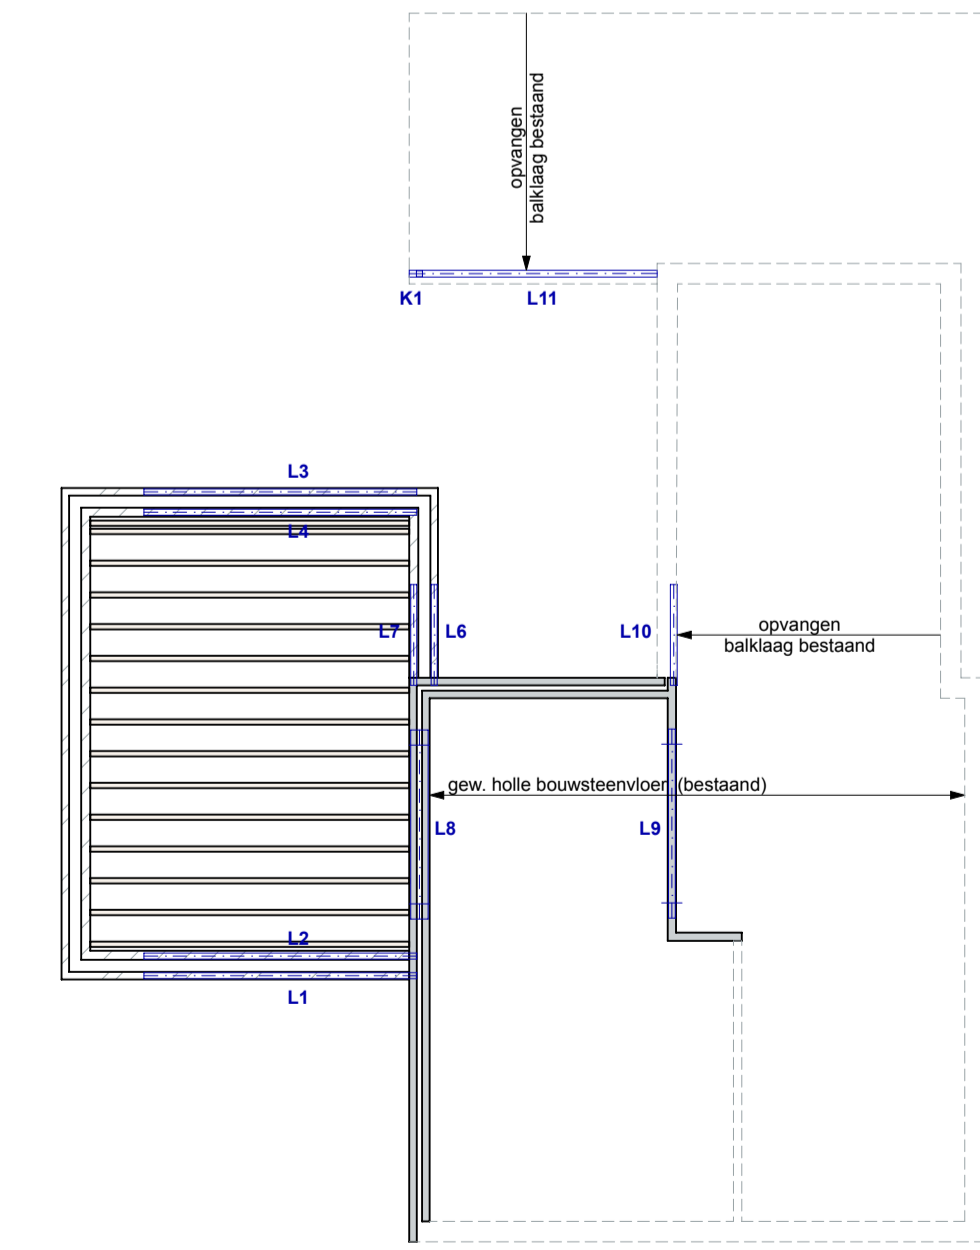 opvangen
balklaag bestaand
K1
L11
L3
L4
L7
L6
L10
opvangen
balklaag bestaand
gew. holle bouwsteenvloer (bestaand)
L8
L9
L2
L1